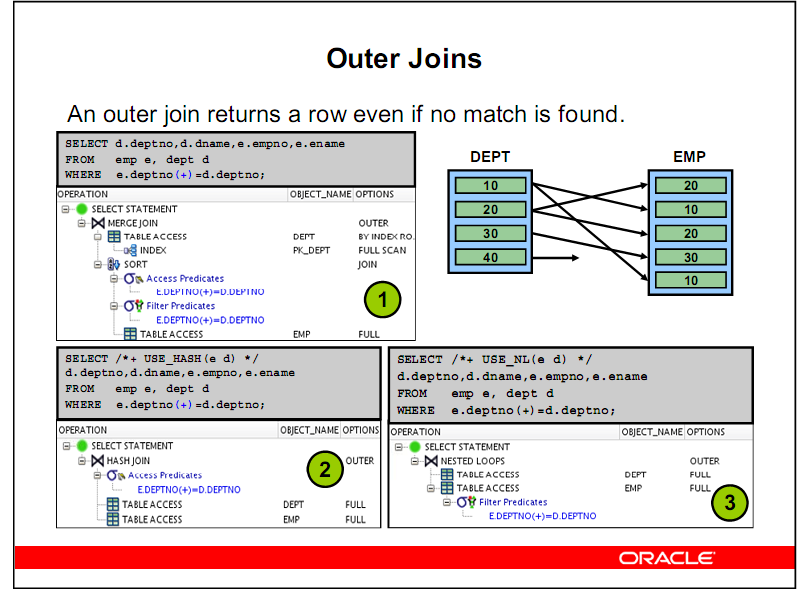 Outer Joins
An outer join returns a row even if no match is found.
SELECT d.deptno,d.dname,e.empno,e.ename
FROM emp e, dept d
WHERE e.deptno(+)=d.deptno;
OPERATION OBJECT_NAME OPTIONS
SELECT STATEMENT
MERGE JOIN OUTER
TABLE ACCESS DEPT BY INDEX RO.
INDEX PK_DEPT FULL SCAN
SORT JOIN
Access Predicates
E.DEPTNO(+)=D.DEPTNO
Filter Predicates
E.DEPTNO(+)=D.DEPTNO
TABLE ACCESS EMP FULL
1
DEPT EMP
10 20
20 10
30 20
40 30
10
SELECT /*+ USE_HASH(e d) */
d.deptno,d.dname,e.empno,e.ename
FROM emp e, dept d
WHERE e.deptno(+)=d.deptno;
OPERATION OBJECT_NAME OPTIONS
SELECT STATEMENT
HASH JOIN OUTER
Access Predicates
E.DEPTNO(+)=D.DEPTNO
TABLE ACCESS DEPT FULL
TABLE ACCESS EMP FULL
2
SELECT /*+ USE_NL(e d) */
d.deptno,d.dname,e.empno,e.ename
FROM emp e, dept d
WHERE e.deptno(+)=d.deptno;
OPERATION OBJECT_NAME OPTIONS
SELECT STATEMENT
NESTED LOOPS OUTER
TABLE ACCESS DEPT FULL
TABLE ACCESS EMP FULL
Filter Predicates
E.DEPTNO(+)=D.DEPTNO
3
ORACLE